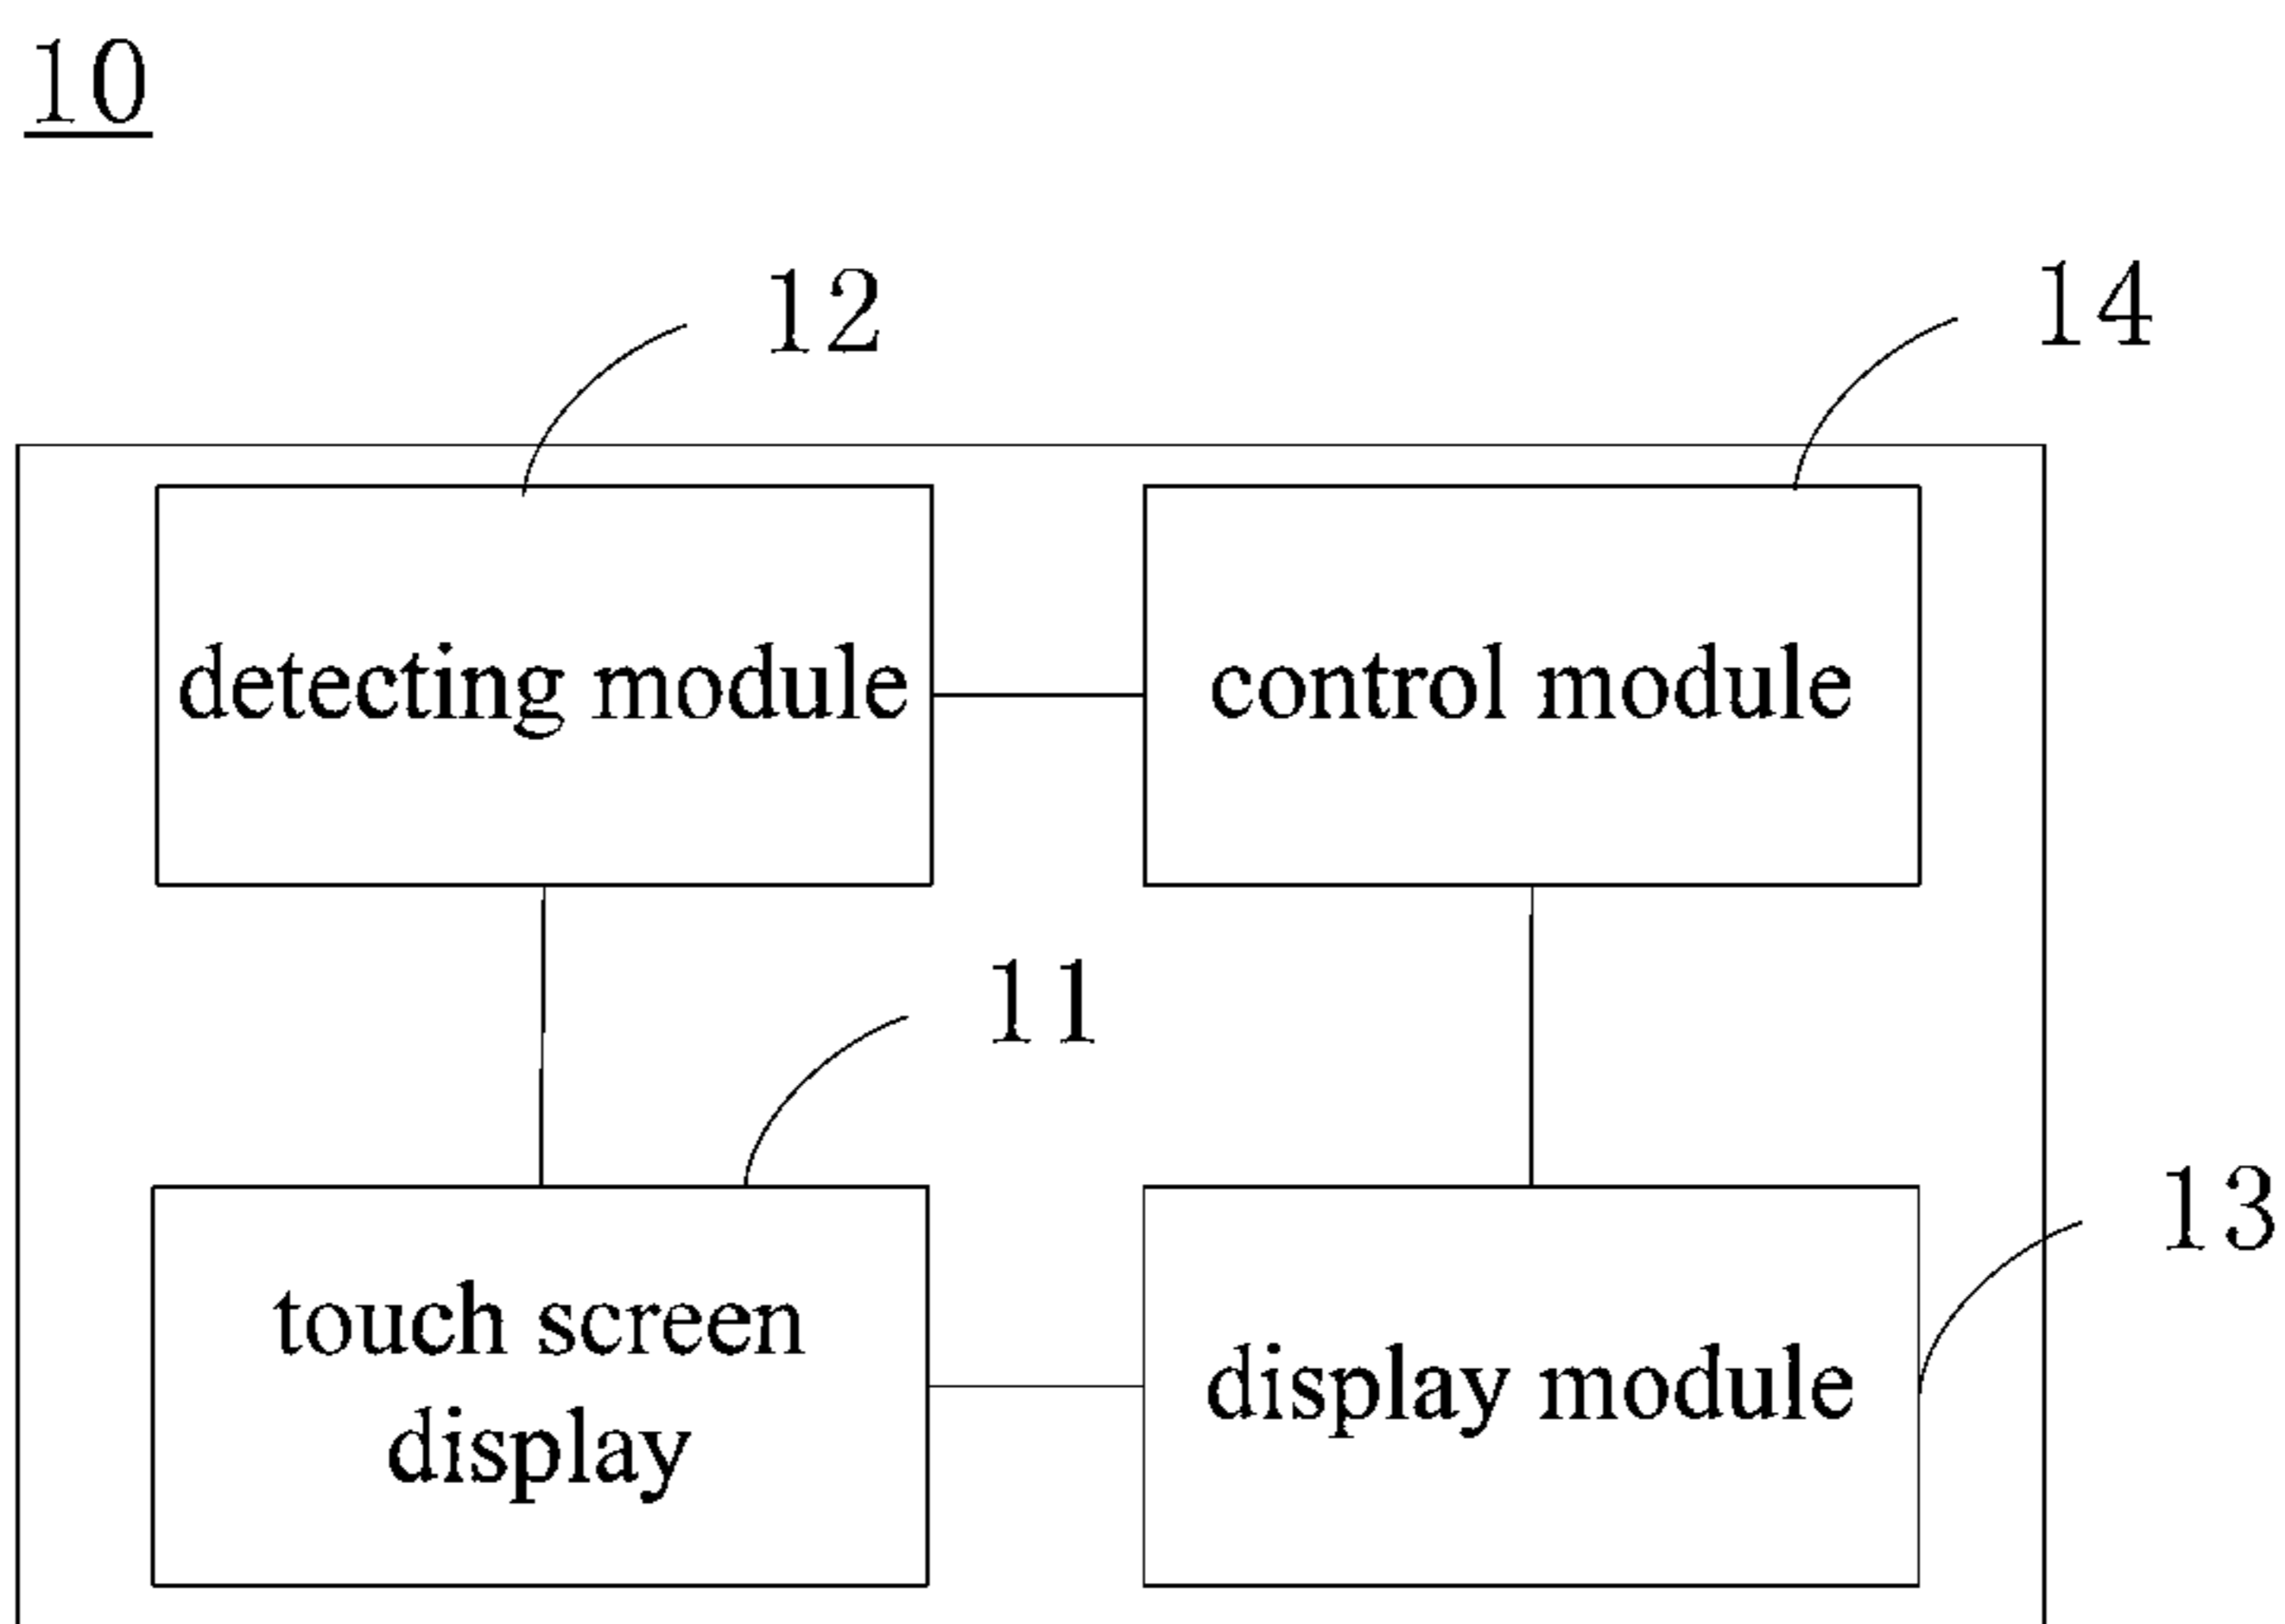 10
12
14
detecting module
control module
11
13
touch screen
display
display module